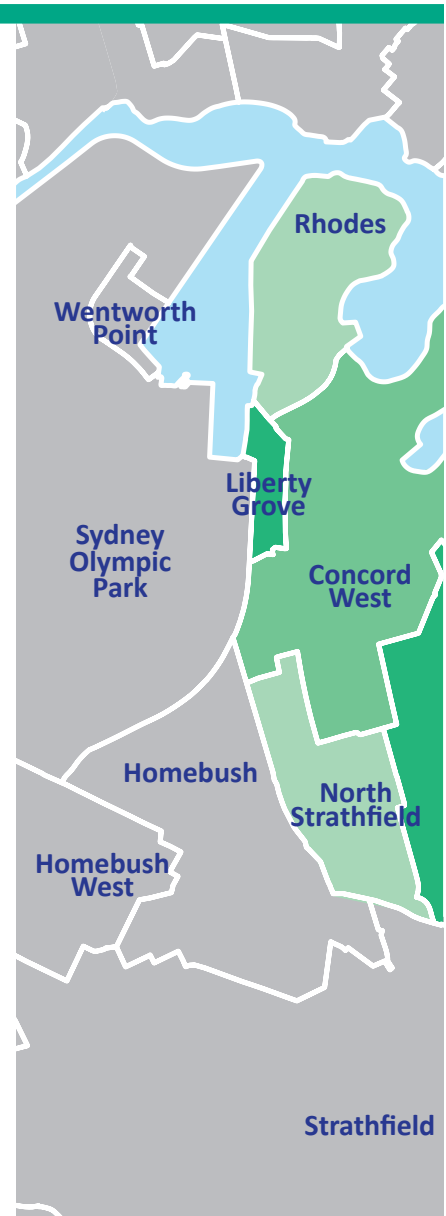 Rhodes
Wentworth
Point
Liberty
Grove
Sydney
Olympic
Park
Concord
West
Homebush
North
Strathfield
Homebush
West
Strathfield